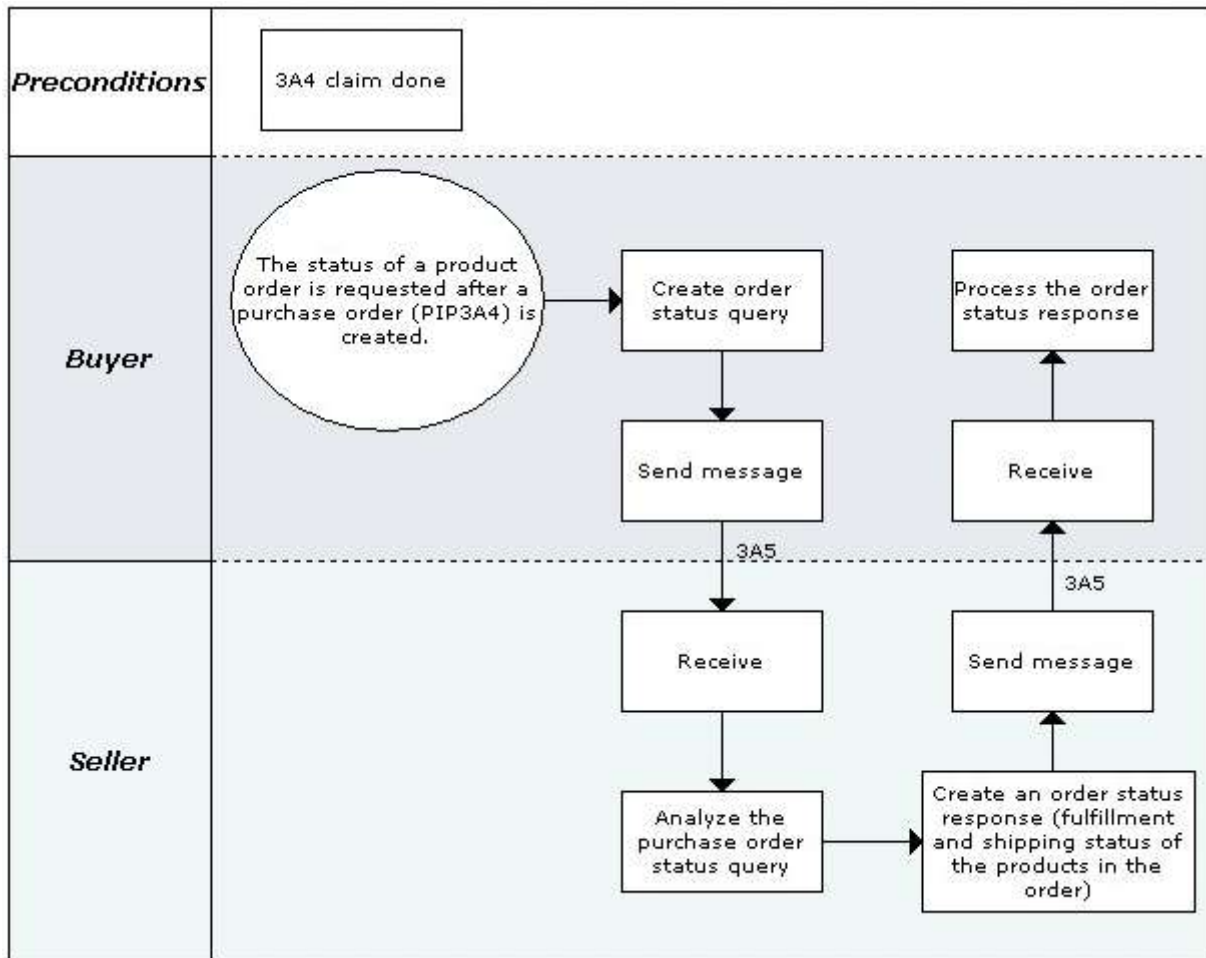 Preconditions
3A4 claim done
Buyer
The status of a product
order is requested after a
purchase order (PIP3A4) is
created.
Create order
status query
Process the order
status response
Send message
Receive
3A5
3A5
Seller
Receive
Send message
Analyze the
purchase order
status query
Create an order status
response (fulfillment
and shipping status of
the products in the
order)